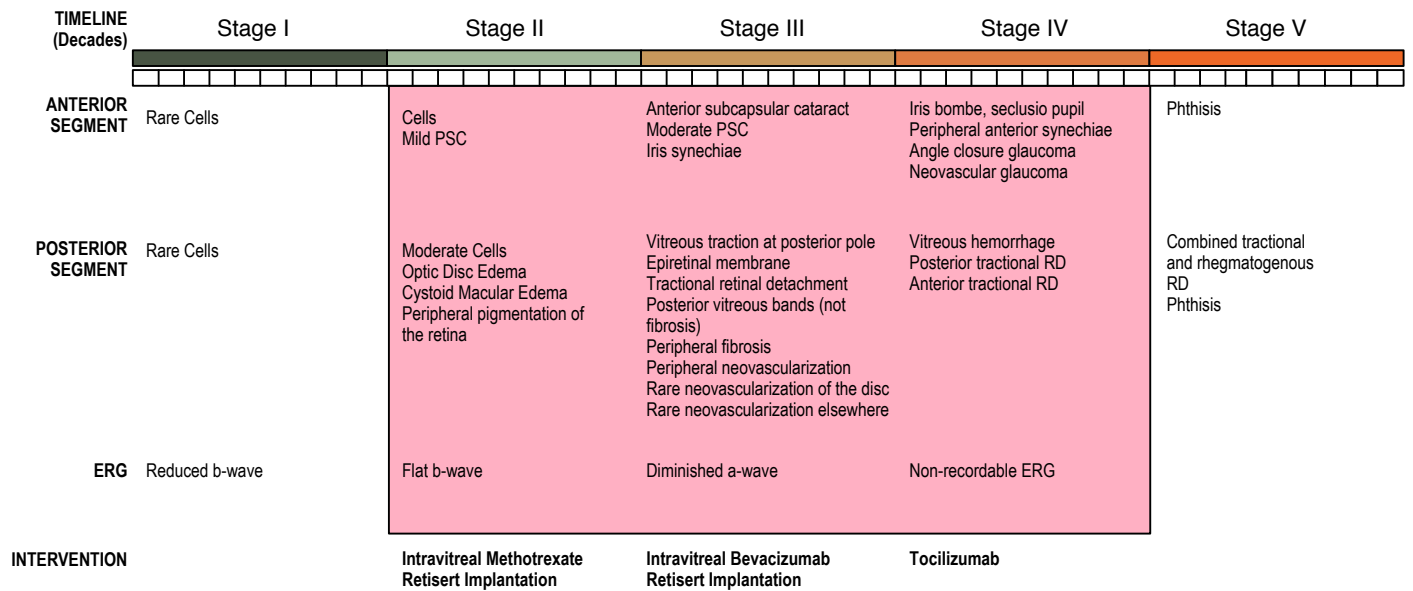 TIMELINE
(Decades)
Stage I
Stage II
Stage III
Stage IV
Stage V
ANTERIOR
SEGMENT
Rare Cells
Cells
Mild PSC
Anterior subcapsular cataract
Moderate PSC
Iris synechiae
Iris bombe, seclusio pupil
Peripheral anterior synechiae
Angle closure glaucoma
Neovascular glaucoma
Phthisis
POSTERIOR
SEGMENT
Rare Cells
Moderate Cells
Optic Disc Edema
Cystoid Macular Edema
Peripheral pigmentation of
the retina
Vitreous traction at posterior pole
Epiretinal membrane
Tractional retinal detachment
Posterior vitreous bands (not
fibrosis)
Peripheral fibrosis
Peripheral neovascularization
Rare neovascularization of the disc
Rare neovascularization elsewhere
Vitreous hemorrhage
Posterior tractional RD
Anterior tractional RD
Combined tractional
and rhegmatogenous
RD
Phthisis
ERG
Reduced b-wave
Flat b-wave
Diminished a-wave
Non-recordable ERG
INTERVENTION
Intravitreal Methotrexate
Retisert Implantation
Intravitreal Bevacizumab
Retisert Implantation
Tocilizumab